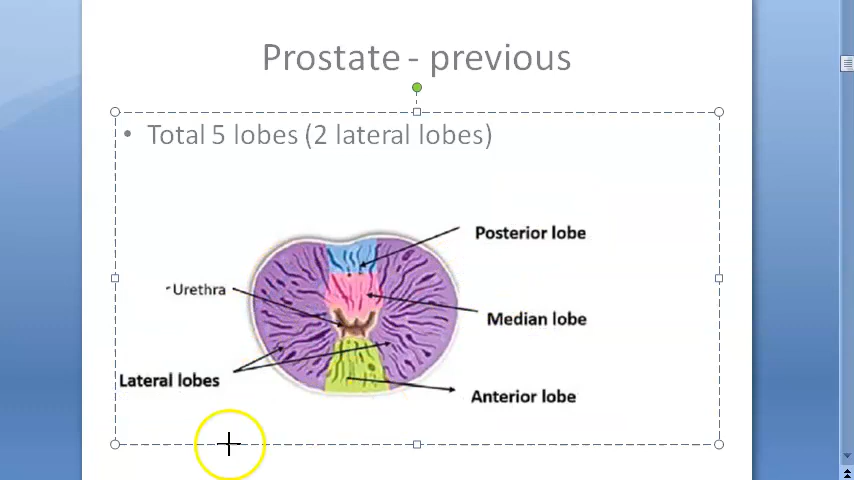 Prostate - previous
• Total 5 lobes (2 lateral lobes)
Posterior lobe
Urethra
Median lobe
Lateral lobes
Anterior lobe